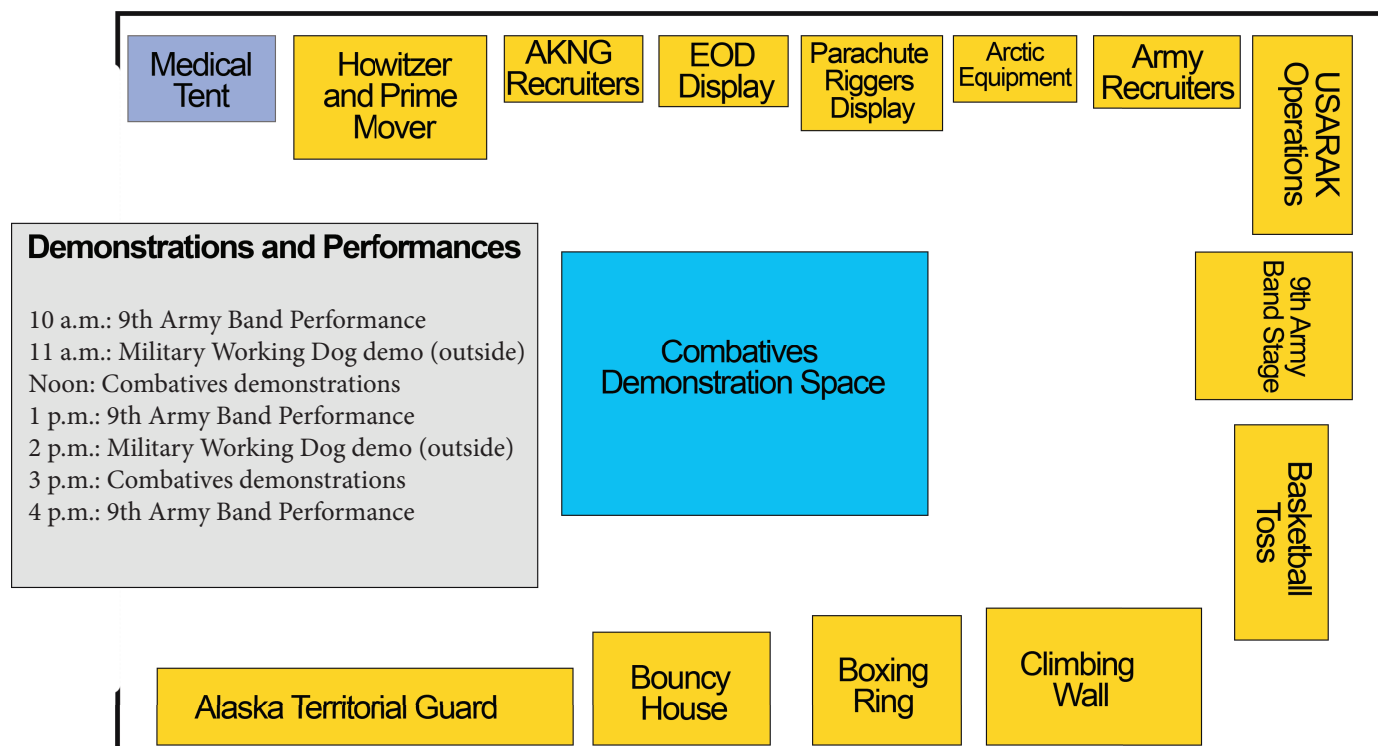 Medical
Tent
Howitzer
and Prime
Mover
AKNG
Recruiters
EOD
Display
Parachute
Riggers
Display
Arctic
Equipment
Army
Recruiters
USARAK
Operations
Demonstrations and Performances
10 a.m.: 9th Army Band Performance
11 a.m.: Military Working Dog demo (outside)
Noon: Combatives demonstrations
1 p.m.: 9th Army Band Performance
2 p.m.: Military Working Dog demo (outside)
3 p.m.: Combatives demonstrations
4 p.m.: 9th Army Band Performance
Combatives
Demonstration Space
9th Army
Band Stage
Basketball
Toss
Alaska Territorial Guard
Bouncy
House
Boxing
Ring
Climbing
Wall